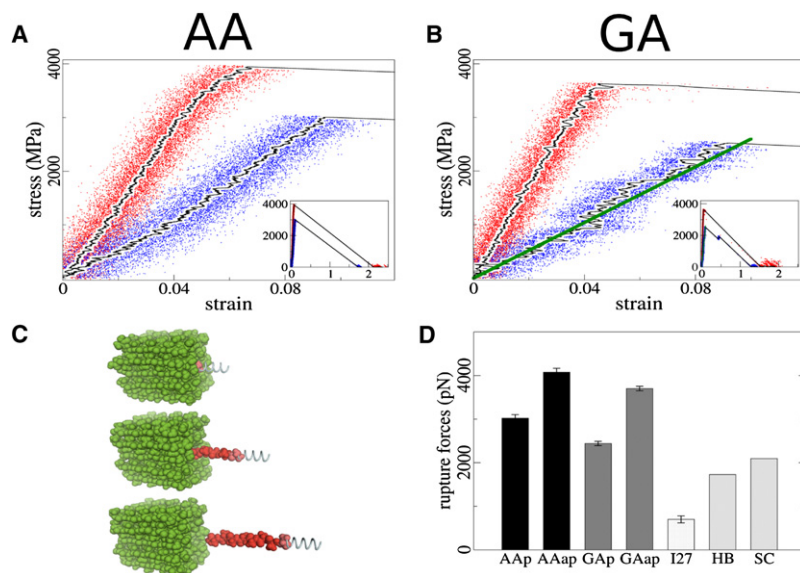 A AA
B GA
4000
2000
stress (MPa)
0 0.04 0.08
strain
4000
2000
0
0 1 2
4000
2000
stress (MPa)
0 0.04 0.08
strain
4000
2000
0
0 1 2
C
D
4000
2000
0
rupture forces (pN)
AAp AAap GAp GAap I27 HB SC